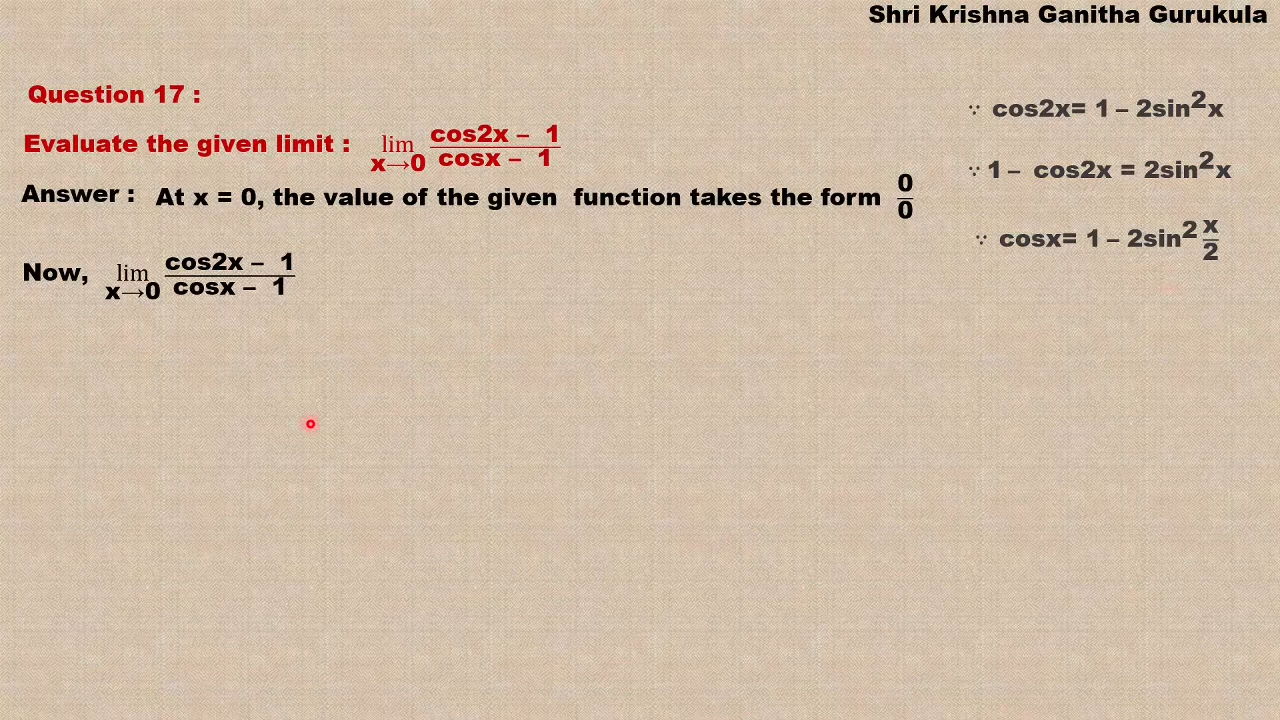 Shri Krishna Ganitha Gurukula
Question 17 :
Evaluate the given limit : lim x→0 cos2x – 1 / cosx – 1
Answer : At x = 0, the value of the given function takes the form 0/0
Now, lim x→0 cos2x – 1 / cosx – 1
∵ cos2x= 1 – 2sin²x
∵ 1 – cos2x = 2sin²x
∵ cosx= 1 – 2sin² x/2